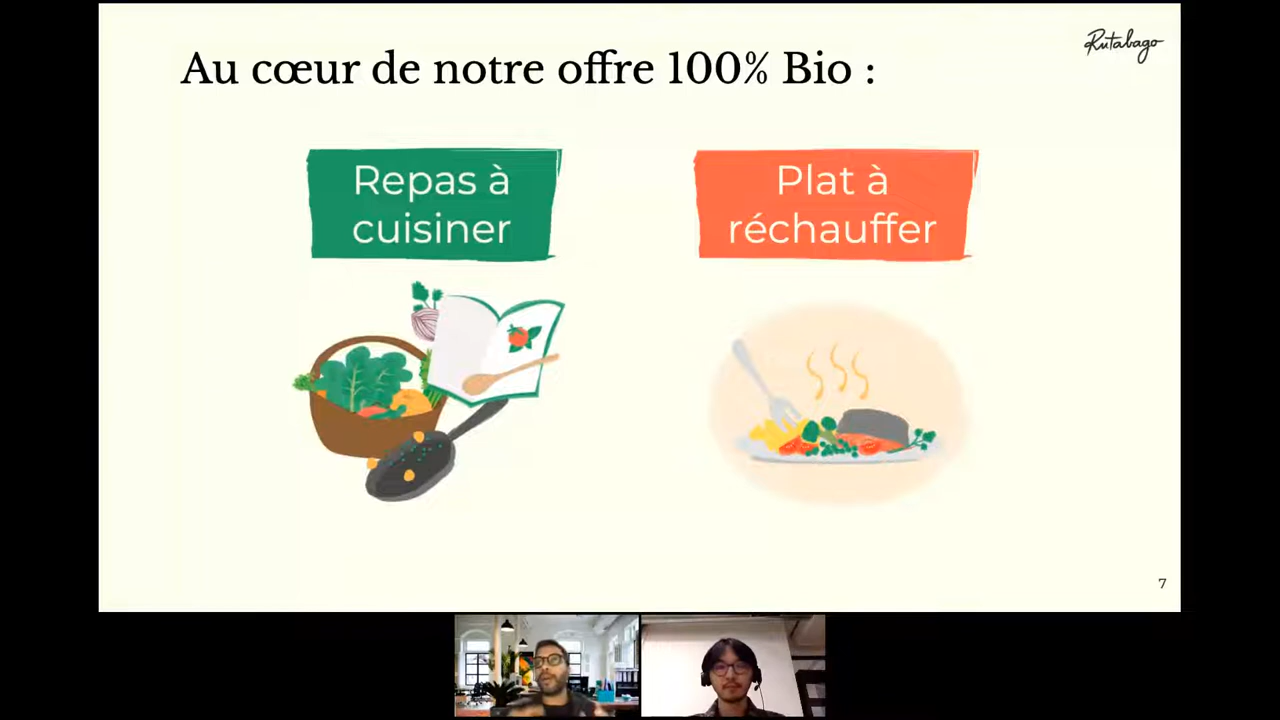 Rutabago
Au cœur de notre offre 100% Bio :
Repas à
cuisiner
Plat à
réchauffer
7